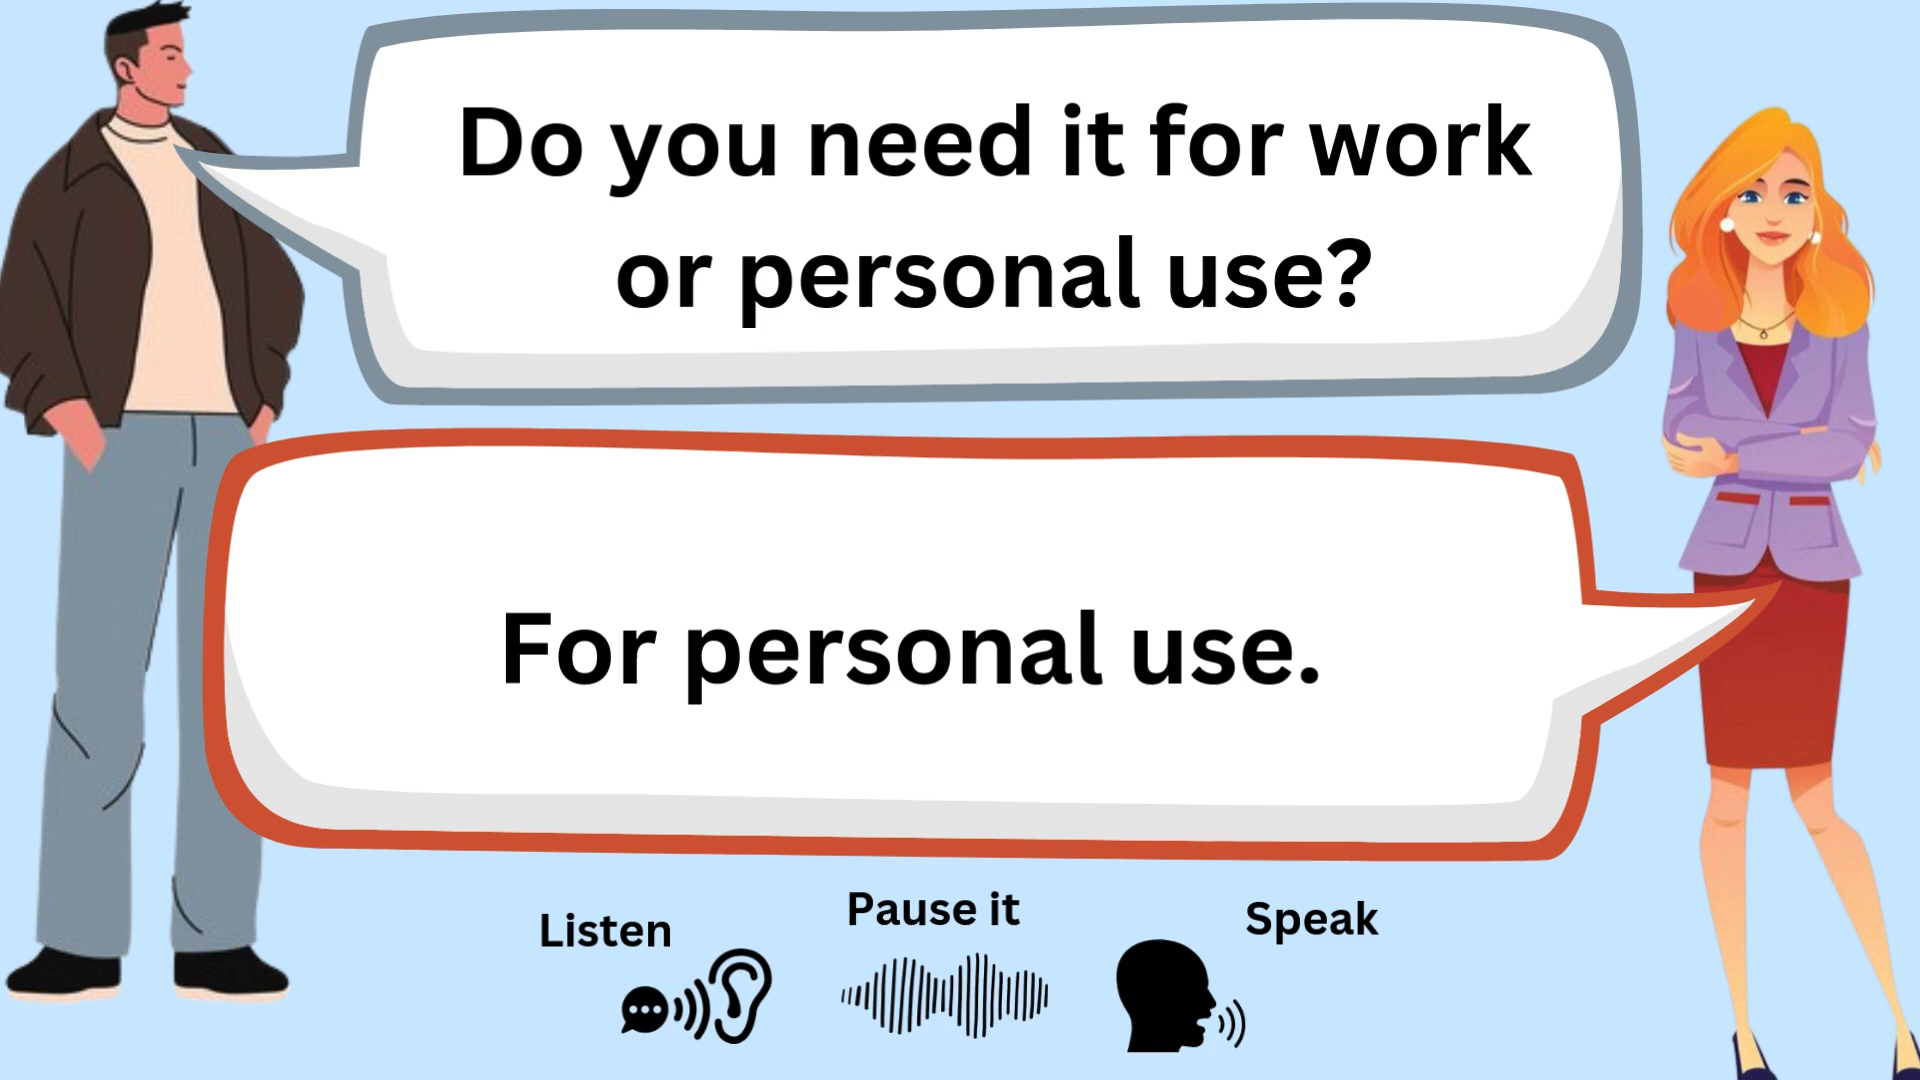 Do you need it for work
or personal use?
For personal use.
Listen
Pause it
Speak